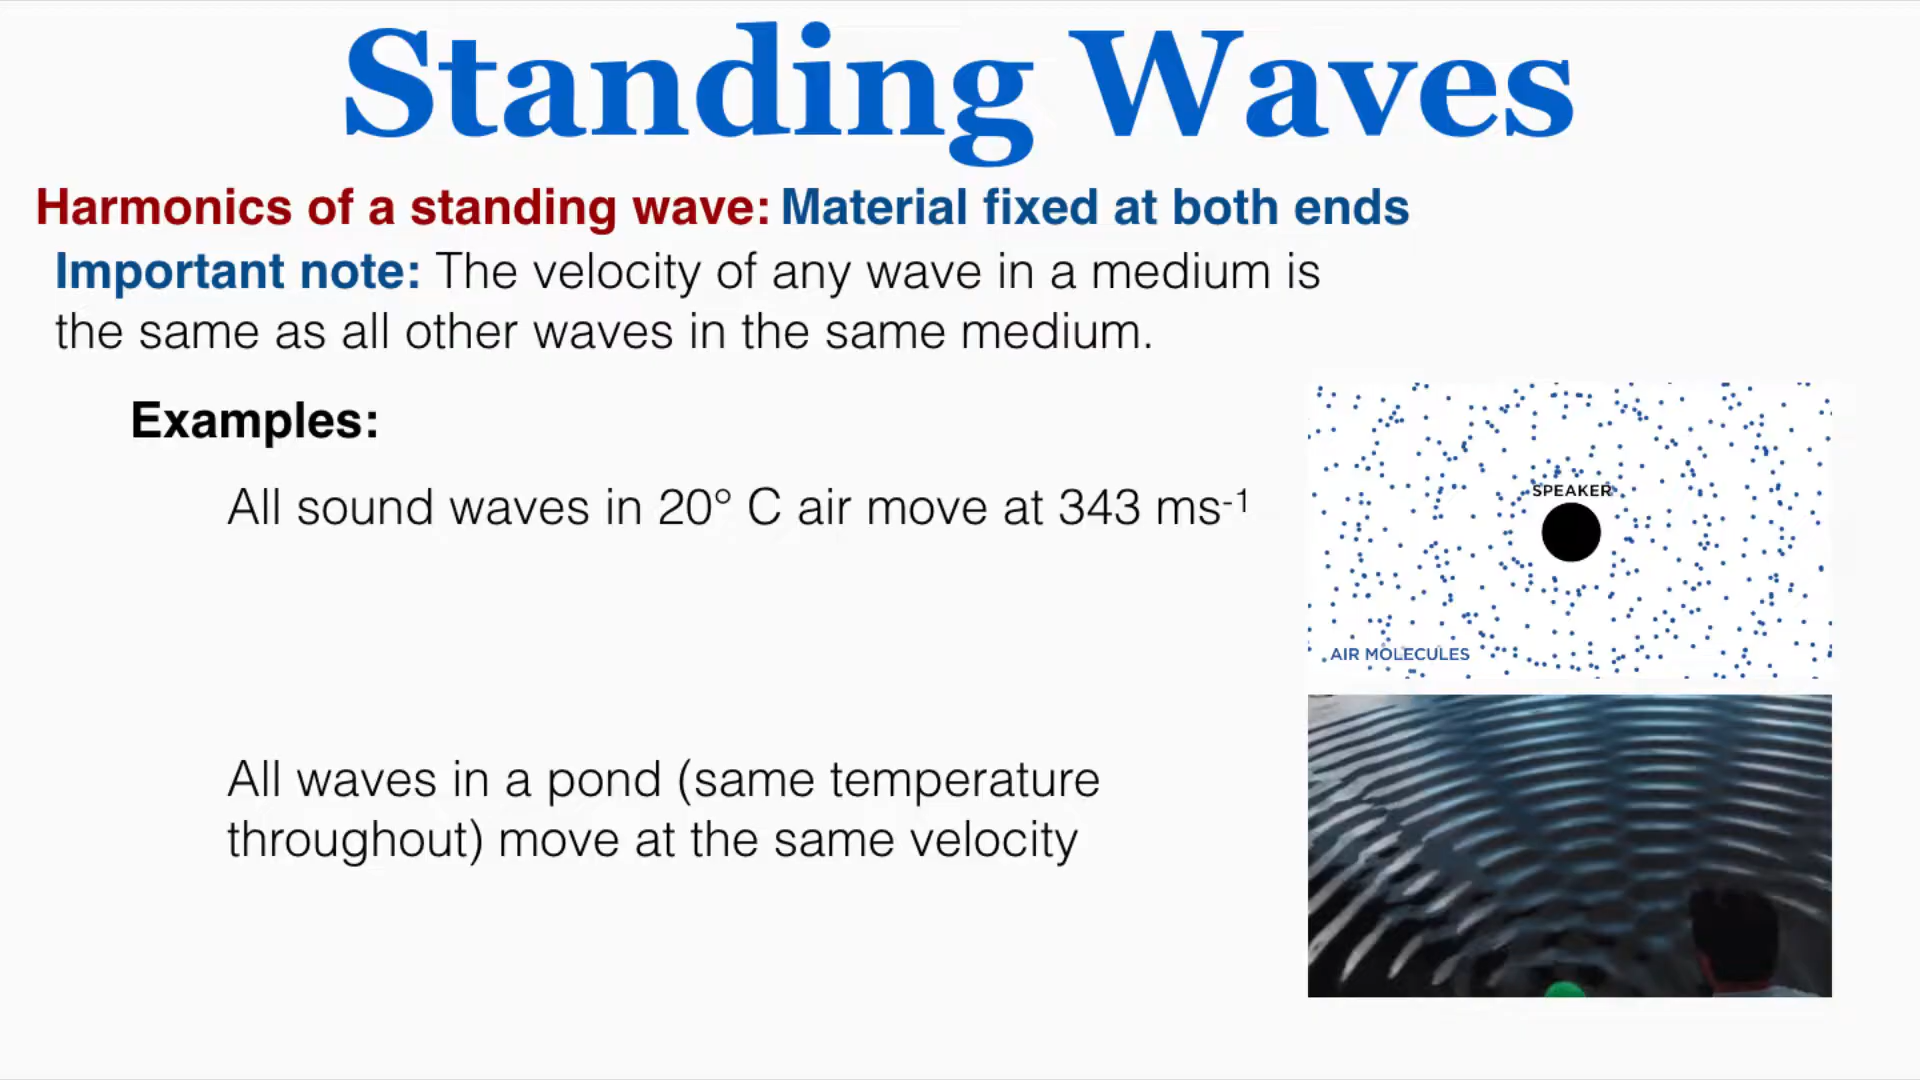 Standing Waves
Harmonics of a standing wave: Material fixed at both ends
Important note: The velocity of any wave in a medium is
the same as all other waves in the same medium.
Examples:
All sound waves in 20° C air move at 343 ms-1
SPEAKER
AIR MOLECULES
All waves in a pond (same temperature
throughout) move at the same velocity